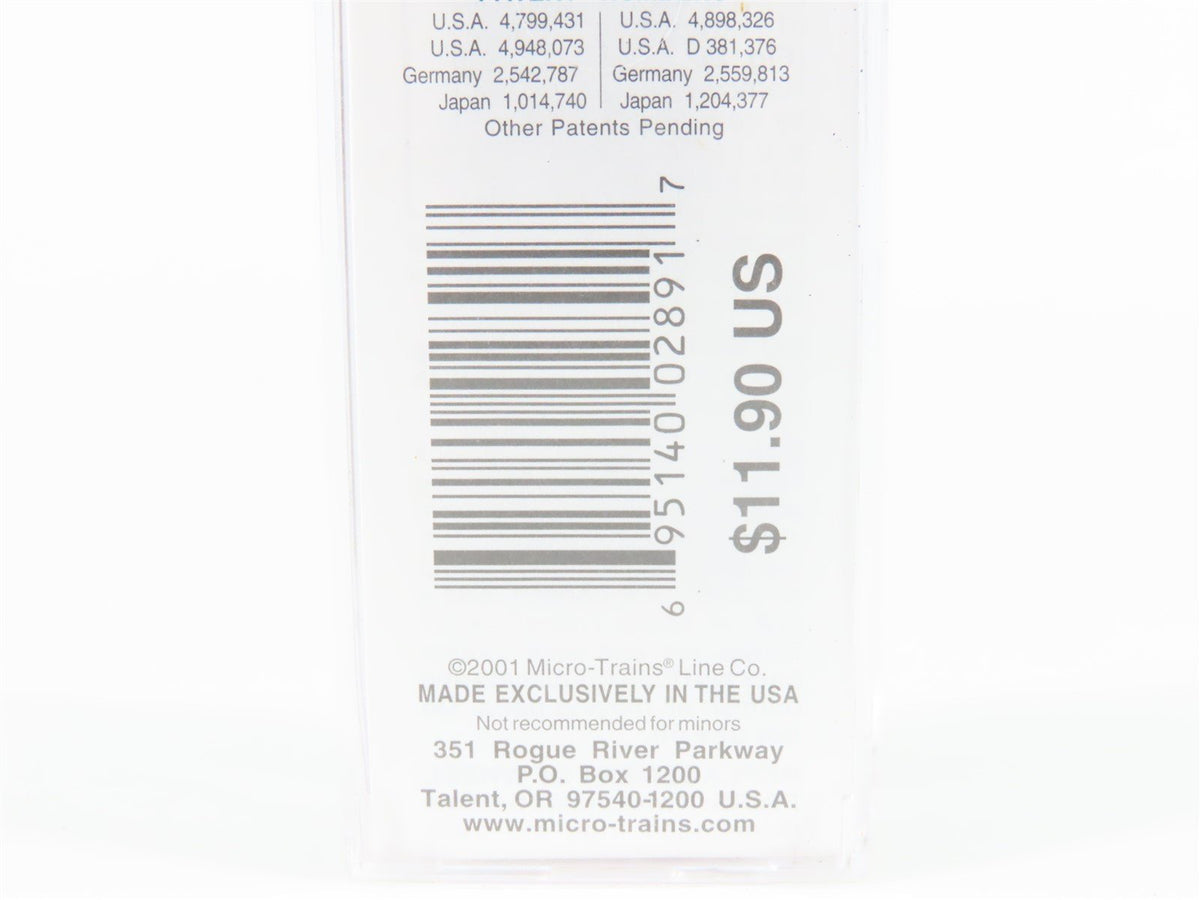 U.S.A. 4,799,431 U.S.A. 4,898,326
U.S.A. 4,948,073 U.S.A. D 381,376
Germany 2,542,787 Germany 2,559,813
Japan 1,014,740 Japan 1,204,377
Other Patents Pending
6 95140 02891 7
$11.90 US
©2001 Micro-Trains® Line Co.
MADE EXCLUSIVELY IN THE USA
Not recommended for minors
351 Rogue River Parkway
P.O. Box 1200
Talent, OR 97540-1200 U.S.A.
www.micro-trains.com